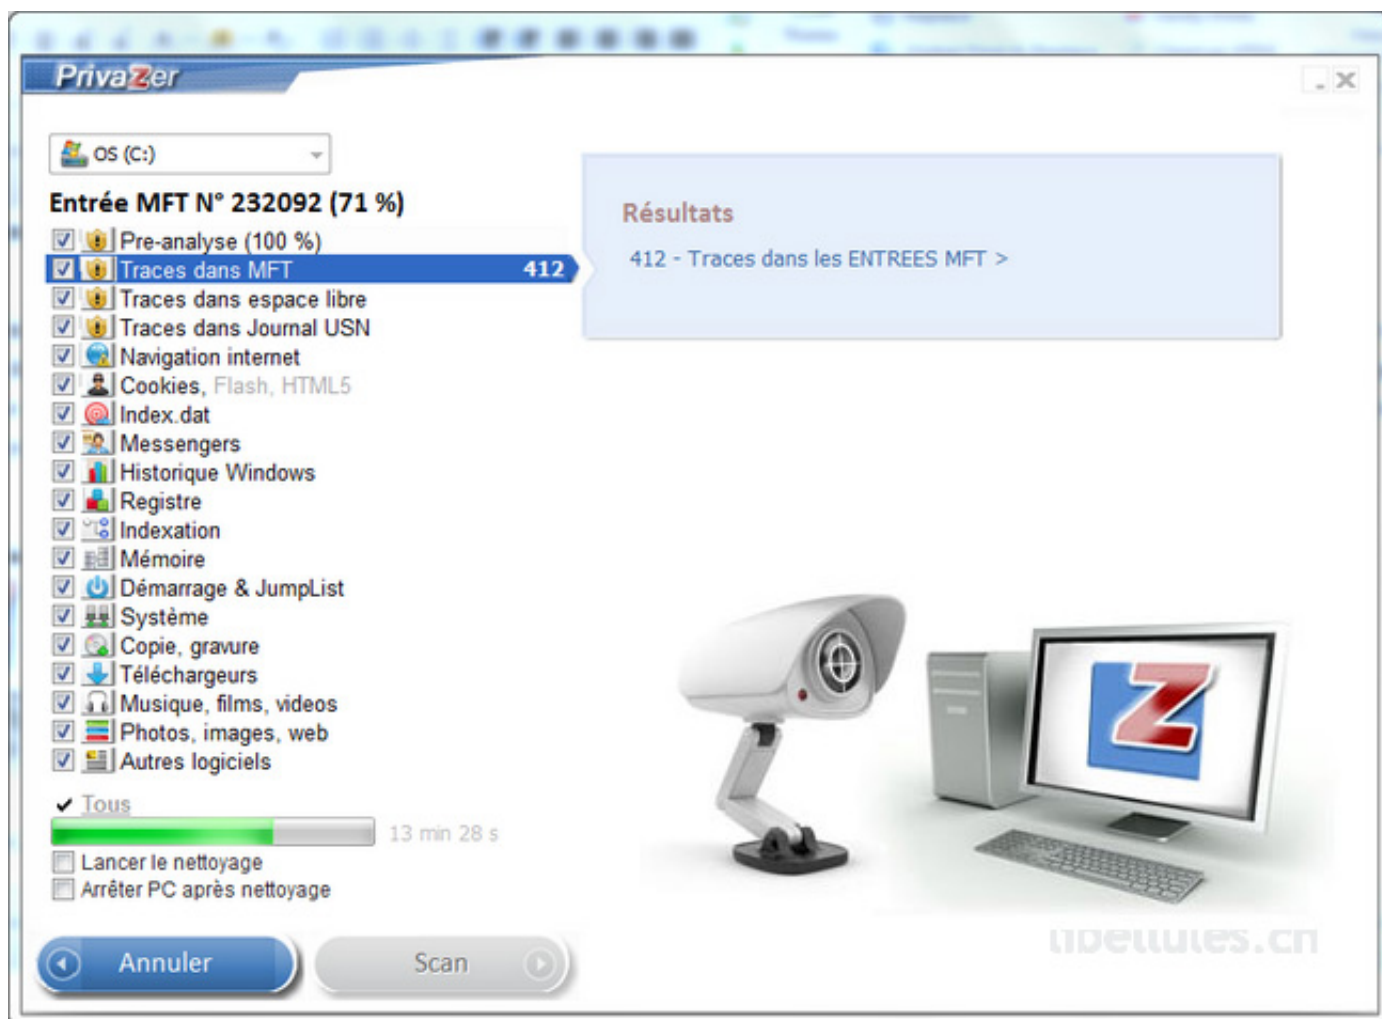 PrivaZer
OS (C:)
Entrée MFT N° 232092 (71 %)
Pre-analyse (100 %)
Traces dans MFT 412
Traces dans espace libre
Traces dans Journal USN
Navigation internet
Cookies, Flash, HTML5
Index.dat
Messengers
Historique Windows
Registre
Indexation
Mémoire
Démarrage & JumpList
Système
Copie, gravure
Téléchargeurs
Musique, films, videos
Photos, images, web
Autres logiciels
Tous
13 min 28 s
Lancer le nettoyage
Arrêter PC après nettoyage
Annuler
Scan
Résultats
412 - Traces dans les ENTREES MFT >
Z
libellules.ch